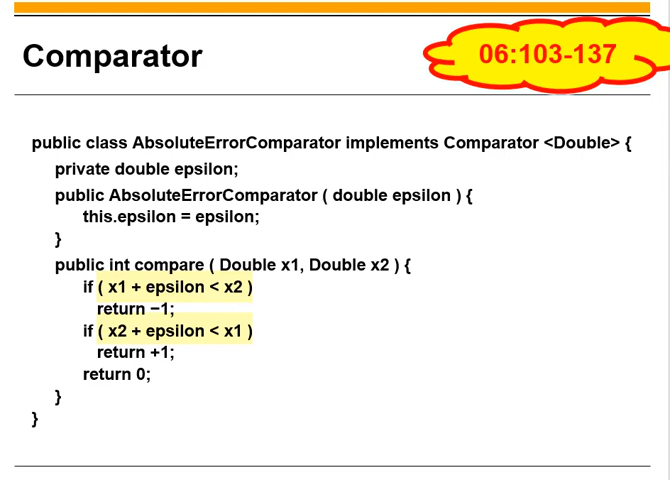 Comparator
06:103-137
public class AbsoluteErrorComparator implements Comparator <Double> {
private double epsilon;
public AbsoluteErrorComparator ( double epsilon ) {
this.epsilon = epsilon;
}
public int compare ( Double x1, Double x2 ) {
if ( x1 + epsilon < x2 )
return −1;
if ( x2 + epsilon < x1 )
return +1;
return 0;
}
}